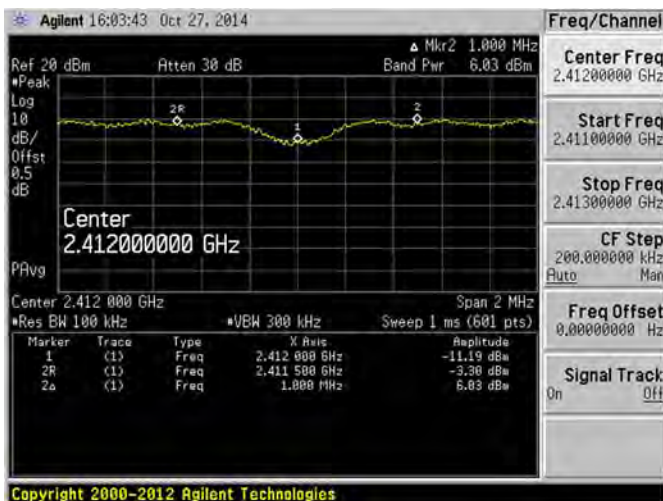 Agilent 16:03:43 Oct 27, 2014
Freq/Channel
Δ Mkr2 1.000 MHz
Ref 20 dBm Atten 30 dB Band Pwr 6.03 dBm
#Peak
Log
10
dB/
Offst
0.5
dB
2R
1
2
Center
2.412000000 GHz
PAvg
Center 2.412 000 GHz Span 2 MHz
#Res BW 100 kHz #VBW 300 kHz Sweep 1 ms (601 pts)
Marker Trace Type X Axis Amplitude
1 (1) Freq 2.412 000 GHz -11.19 dBm
2R (1) Freq 2.411 500 GHz -3.30 dBm
2Δ (1) Freq 1.000 MHz 6.03 dBm
Center Freq
2.41200000 GHz
Start Freq
2.41100000 GHz
Stop Freq
2.41300000 GHz
CF Step
200.000000 kHz
Auto Man
Freq Offset
0.00000000 Hz
Signal Track
On Off
Copyright 2000-2012 Agilent Technologies